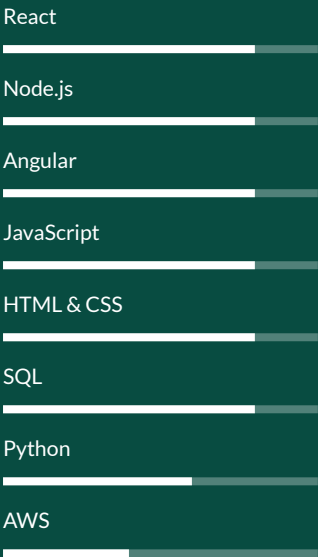 React
Node.js
Angular
JavaScript
HTML & CSS
SQL
Python
AWS